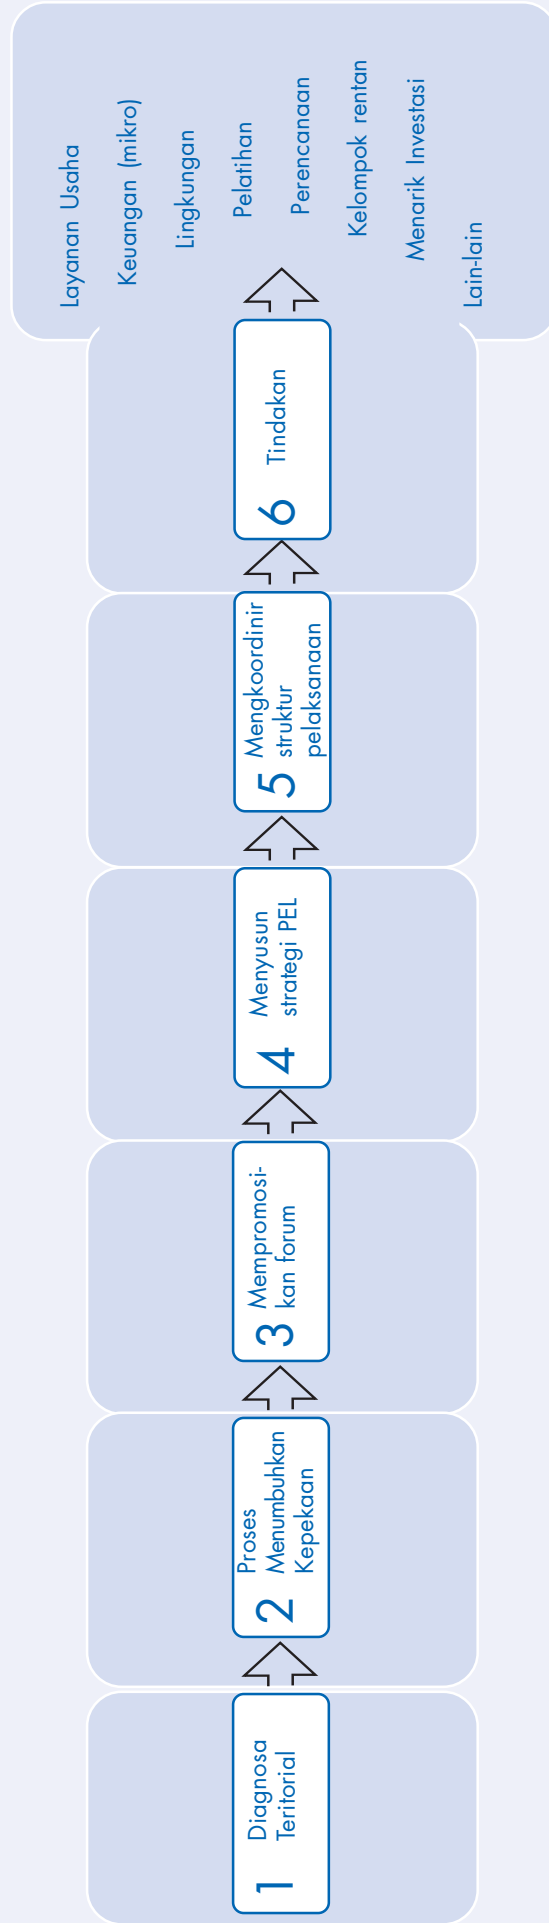 1
Diagnosa
Teritorial
2
Proses
Menumbuhkan
Kepekaan
3
Mempromosi-
kan forum
4
Menyusun
strategi PEL
5
Mengkoordinir
struktur
pelaksanaan
6
Tindakan
Layanan Usaha
Keuangan (mikro)
Lingkungan
Pelatihan
Perencanaan
Kelompok rentan
Menarik Investasi
Lain-lain